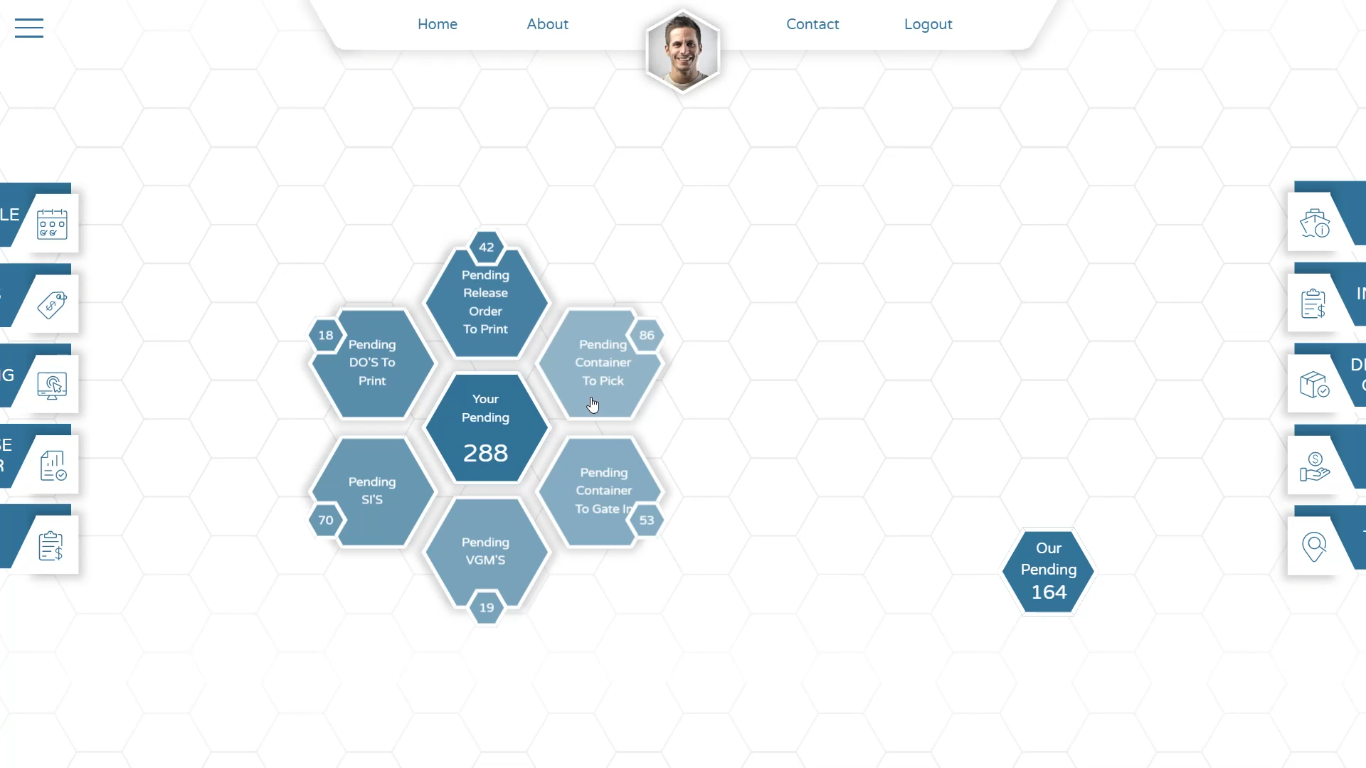 Home
About
Contact
Logout
LE
G
SE
R
42
Pending
Release
Order
To Print
18
Pending
DO'S To
Print
86
Pending
Container
To Pick
Your
Pending
288
Pending
SI'S
70
Pending
Container
To Gate In
53
Pending
VGM'S
19
Our
Pending
164
IN